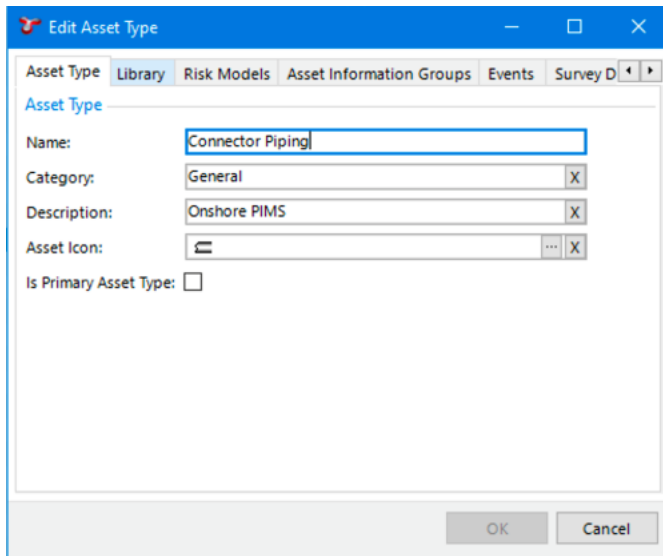 Edit Asset Type
Asset Type Library Risk Models Asset Information Groups Events Survey D
Asset Type
Name: Connector Piping
Category: General X
Description: Onshore PIMS X
Asset Icon: ... X
Is Primary Asset Type:
OK Cancel